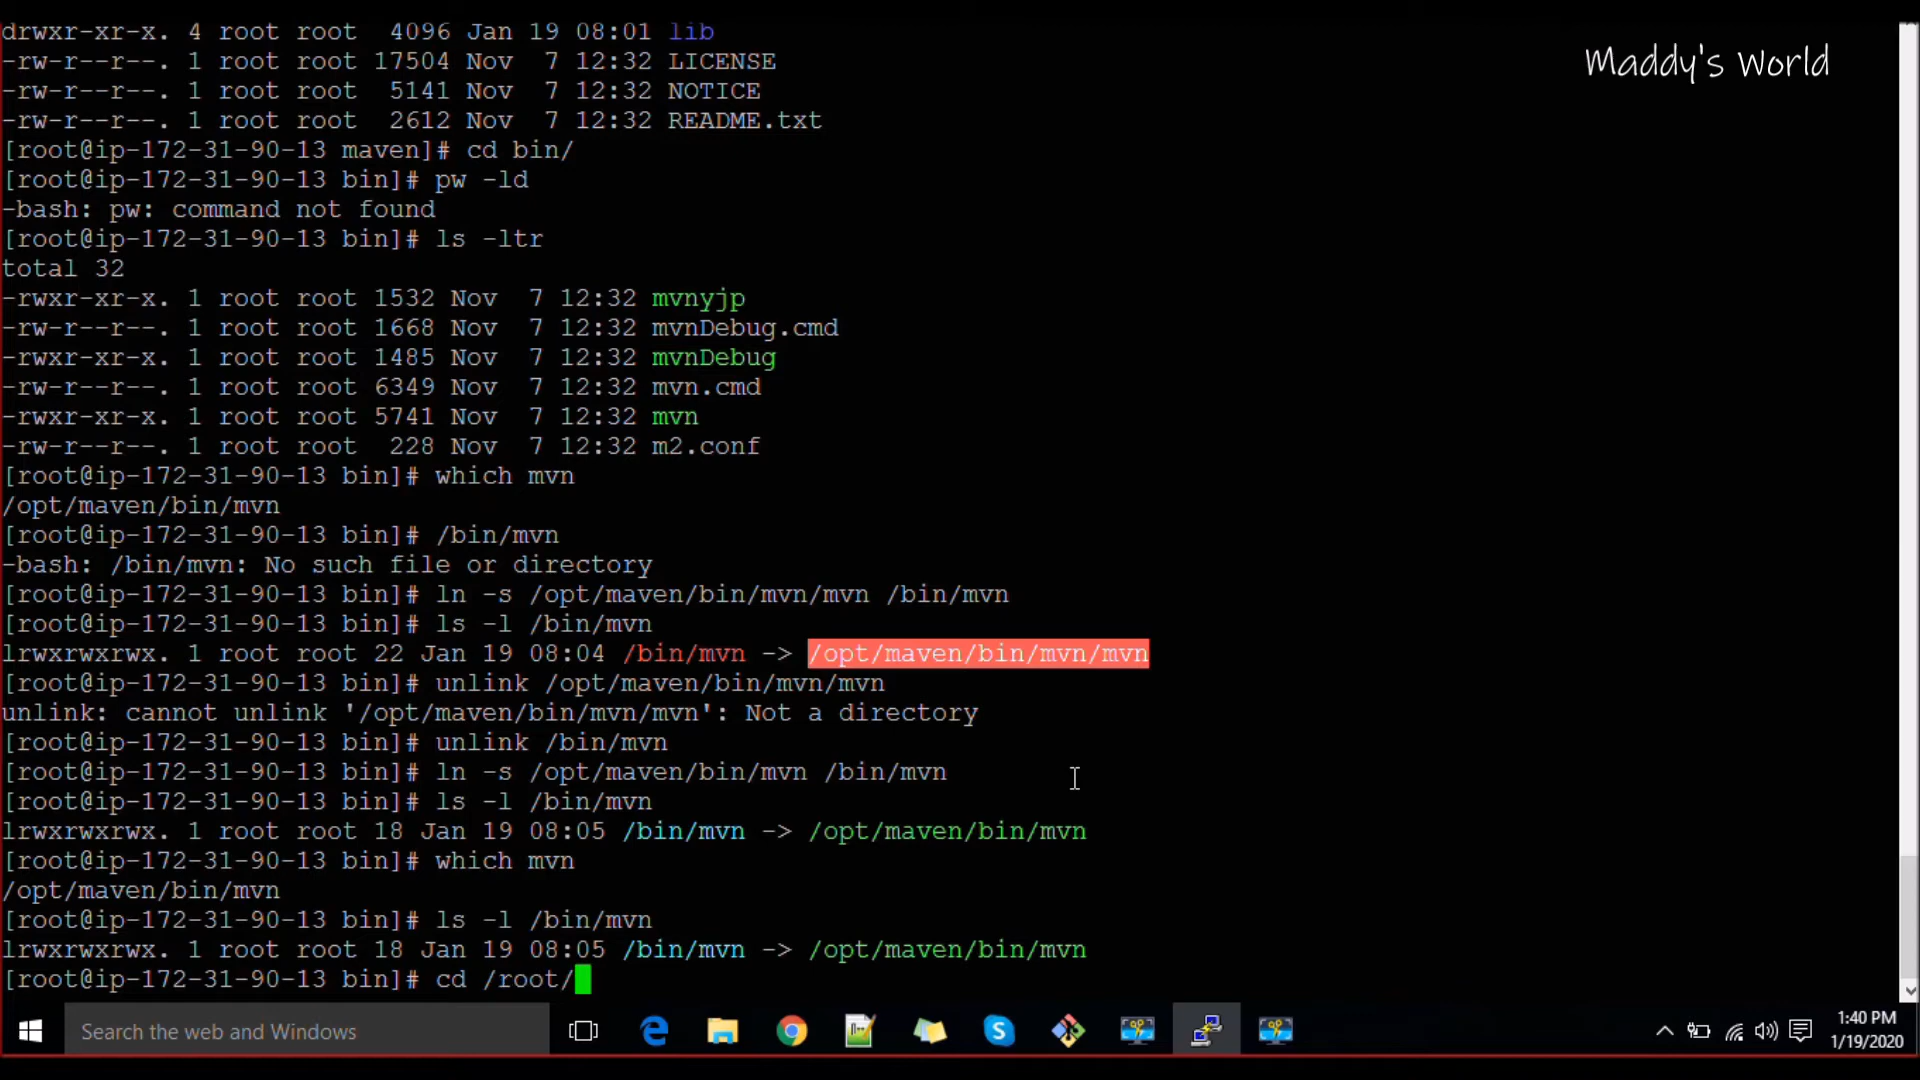 drwxr-xr-x. 4 root root  4096 Jan 19 08:01 lib
Maddy's World
-rw-r--r--. 1 root root 17504 Nov  7 12:32 LICENSE
-rw-r--r--. 1 root root  5141 Nov  7 12:32 NOTICE
-rw-r--r--. 1 root root  2612 Nov  7 12:32 README.txt
[root@ip-172-31-90-13 maven]# cd bin/
[root@ip-172-31-90-13 bin]# pw -ld
-bash: pw: command not found
[root@ip-172-31-90-13 bin]# ls -ltr
total 32
-rwxr-xr-x. 1 root root 1532 Nov  7 12:32 mvnyjp
-rw-r--r--. 1 root root 1668 Nov  7 12:32 mvnDebug.cmd
-rwxr-xr-x. 1 root root 1485 Nov  7 12:32 mvnDebug
-rw-r--r--. 1 root root 6349 Nov  7 12:32 mvn.cmd
-rwxr-xr-x. 1 root root 5741 Nov  7 12:32 mvn
-rw-r--r--. 1 root root  228 Nov  7 12:32 m2.conf
[root@ip-172-31-90-13 bin]# which mvn
/opt/maven/bin/mvn
[root@ip-172-31-90-13 bin]# /bin/mvn
-bash: /bin/mvn: No such file or directory
[root@ip-172-31-90-13 bin]# ln -s /opt/maven/bin/mvn/mvn /bin/mvn
[root@ip-172-31-90-13 bin]# ls -l /bin/mvn
lrwxrwxrwx. 1 root root 22 Jan 19 08:04 /bin/mvn -> /opt/maven/bin/mvn/mvn
[root@ip-172-31-90-13 bin]# unlink /opt/maven/bin/mvn/mvn
unlink: cannot unlink '/opt/maven/bin/mvn/mvn': Not a directory
[root@ip-172-31-90-13 bin]# unlink /bin/mvn
[root@ip-172-31-90-13 bin]# ln -s /opt/maven/bin/mvn /bin/mvn
[root@ip-172-31-90-13 bin]# ls -l /bin/mvn
lrwxrwxrwx. 1 root root 18 Jan 19 08:05 /bin/mvn -> /opt/maven/bin/mvn
[root@ip-172-31-90-13 bin]# which mvn
/opt/maven/bin/mvn
[root@ip-172-31-90-13 bin]# ls -l /bin/mvn
lrwxrwxrwx. 1 root root 18 Jan 19 08:05 /bin/mvn -> /opt/maven/bin/mvn
[root@ip-172-31-90-13 bin]# cd /root/
Search the web and Windows
1:40 PM
1/19/2020